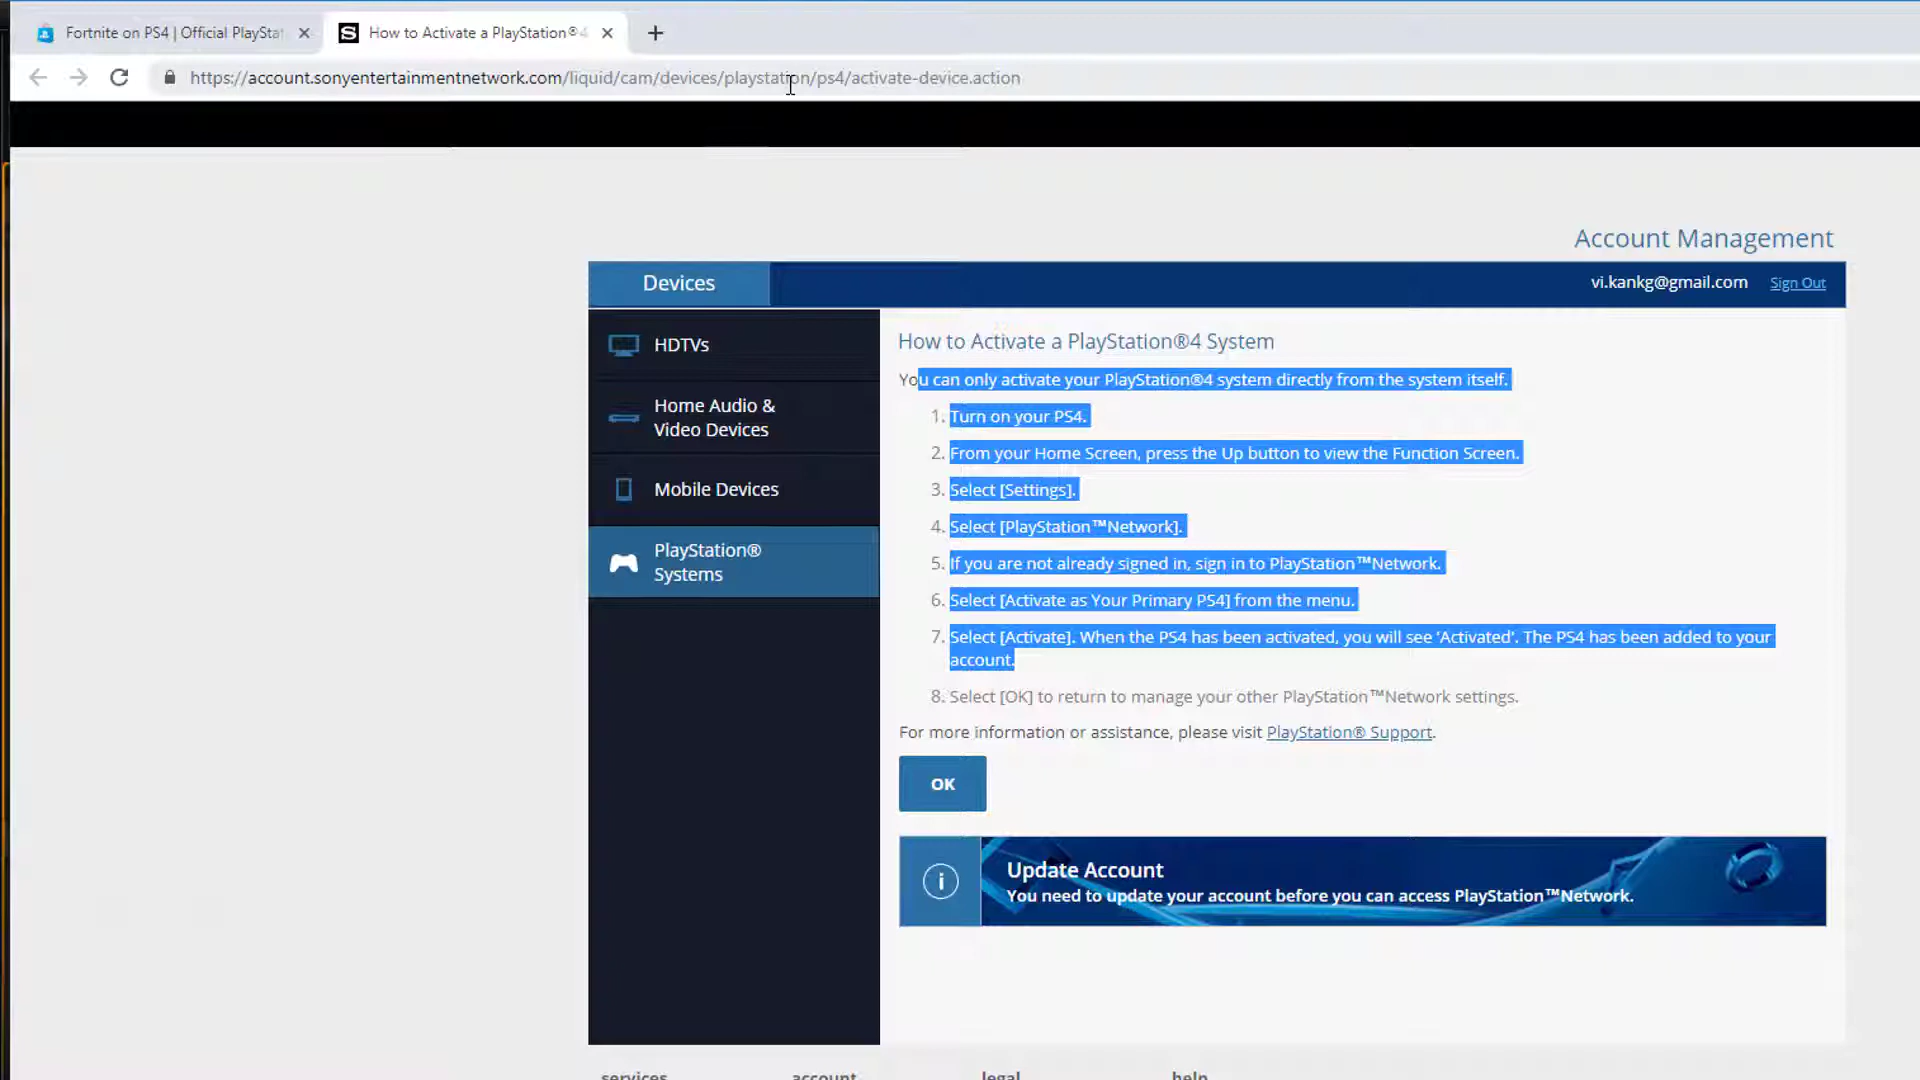 Fortnite on PS4 | Official PlaySta
How to Activate a PlayStation®4
https://account.sonyentertainmentnetwork.com/liquid/cam/devices/playstation/ps4/activate-device.action
Account Management
Devices
vi.kankg@gmail.com
Sign Out
HDTVs
Home Audio &
Video Devices
Mobile Devices
PlayStation®
Systems
How to Activate a PlayStation®4 System
You can only activate your PlayStation®4 system directly from the system itself.
1. Turn on your PS4.
2. From your Home Screen, press the Up button to view the Function Screen.
3. Select [Settings].
4. Select [PlayStation™Network].
5. If you are not already signed in, sign in to PlayStation™Network.
6. Select [Activate as Your Primary PS4] from the menu.
7. Select [Activate]. When the PS4 has been activated, you will see 'Activated'. The PS4 has been added to your
account.
8. Select [OK] to return to manage your other PlayStation™Network settings.
For more information or assistance, please visit PlayStation® Support.
OK
Update Account
You need to update your account before you can access PlayStation™Network.
services
account
legal
help